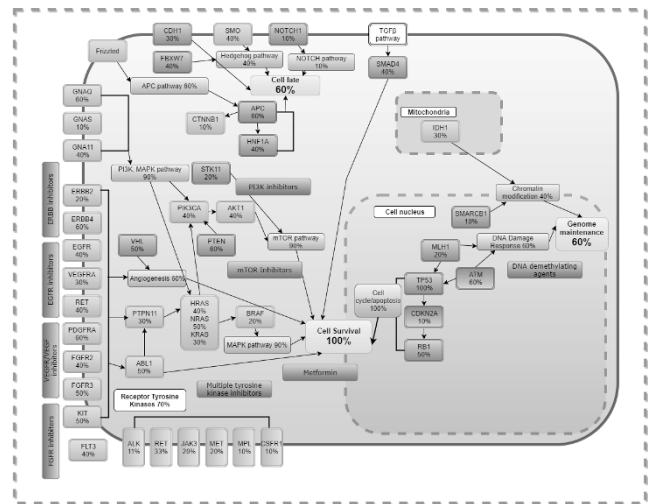 CDH1
30%
SMO
40%
NOTCH1
10%
TGFβ
pathway
Frizzled
FBXW7
40%
Hedgehog pathway
40%
NOTCH pathway
10%
SMAD4
40%
Cell fate
60%
APC pathway 60%
GNAQ
60%
GNAS
10%
GNA11
40%
CTNNB1
10%
APC
60%
HNF1A
40%
Mitochondria
IDH1
30%
PI3K, MAPK pathway
90%
STK11
20%
PI3K inhibitors
ERBB inhibitors
ERBB2
20%
ERBB4
60%
PIK3CA
40%
AKT1
40%
PTEN
60%
mTOR pathway
90%
mTOR inhibitors
Chromatin
modification 40%
Cell nucleus
SMARCB1
10%
Genome
maintenance
60%
MLH1
20%
DNA Damage
Response 60%
DNA demethylating
agents
EGFR inhibitors
EGFR
40%
VEGFRA
30%
RET
40%
VHL
50%
Angiogenesis 60%
TP53
100%
ATM
60%
Cell
cycle/apoptosis
100%
CDKN2A
10%
RB1
50%
VEGFR/VEGF
inhibitors
PDGFRA
60%
FGFR2
40%
FGFR3
50%
PTPN11
30%
HRAS
40%
NRAS
50%
KRAS
30%
BRAF
20%
MAPK pathway 90%
Cell Survival
100%
ABL1
50%
Metformin
Multiple tyrosine
kinase inhibitors
Receptor Tyrosine
Kinases 70%
FGFR inhibitors
KIT
50%
FLT3
40%
ALK
11%
RET
33%
JAK3
20%
MET
20%
MPL
10%
CSFR1
10%